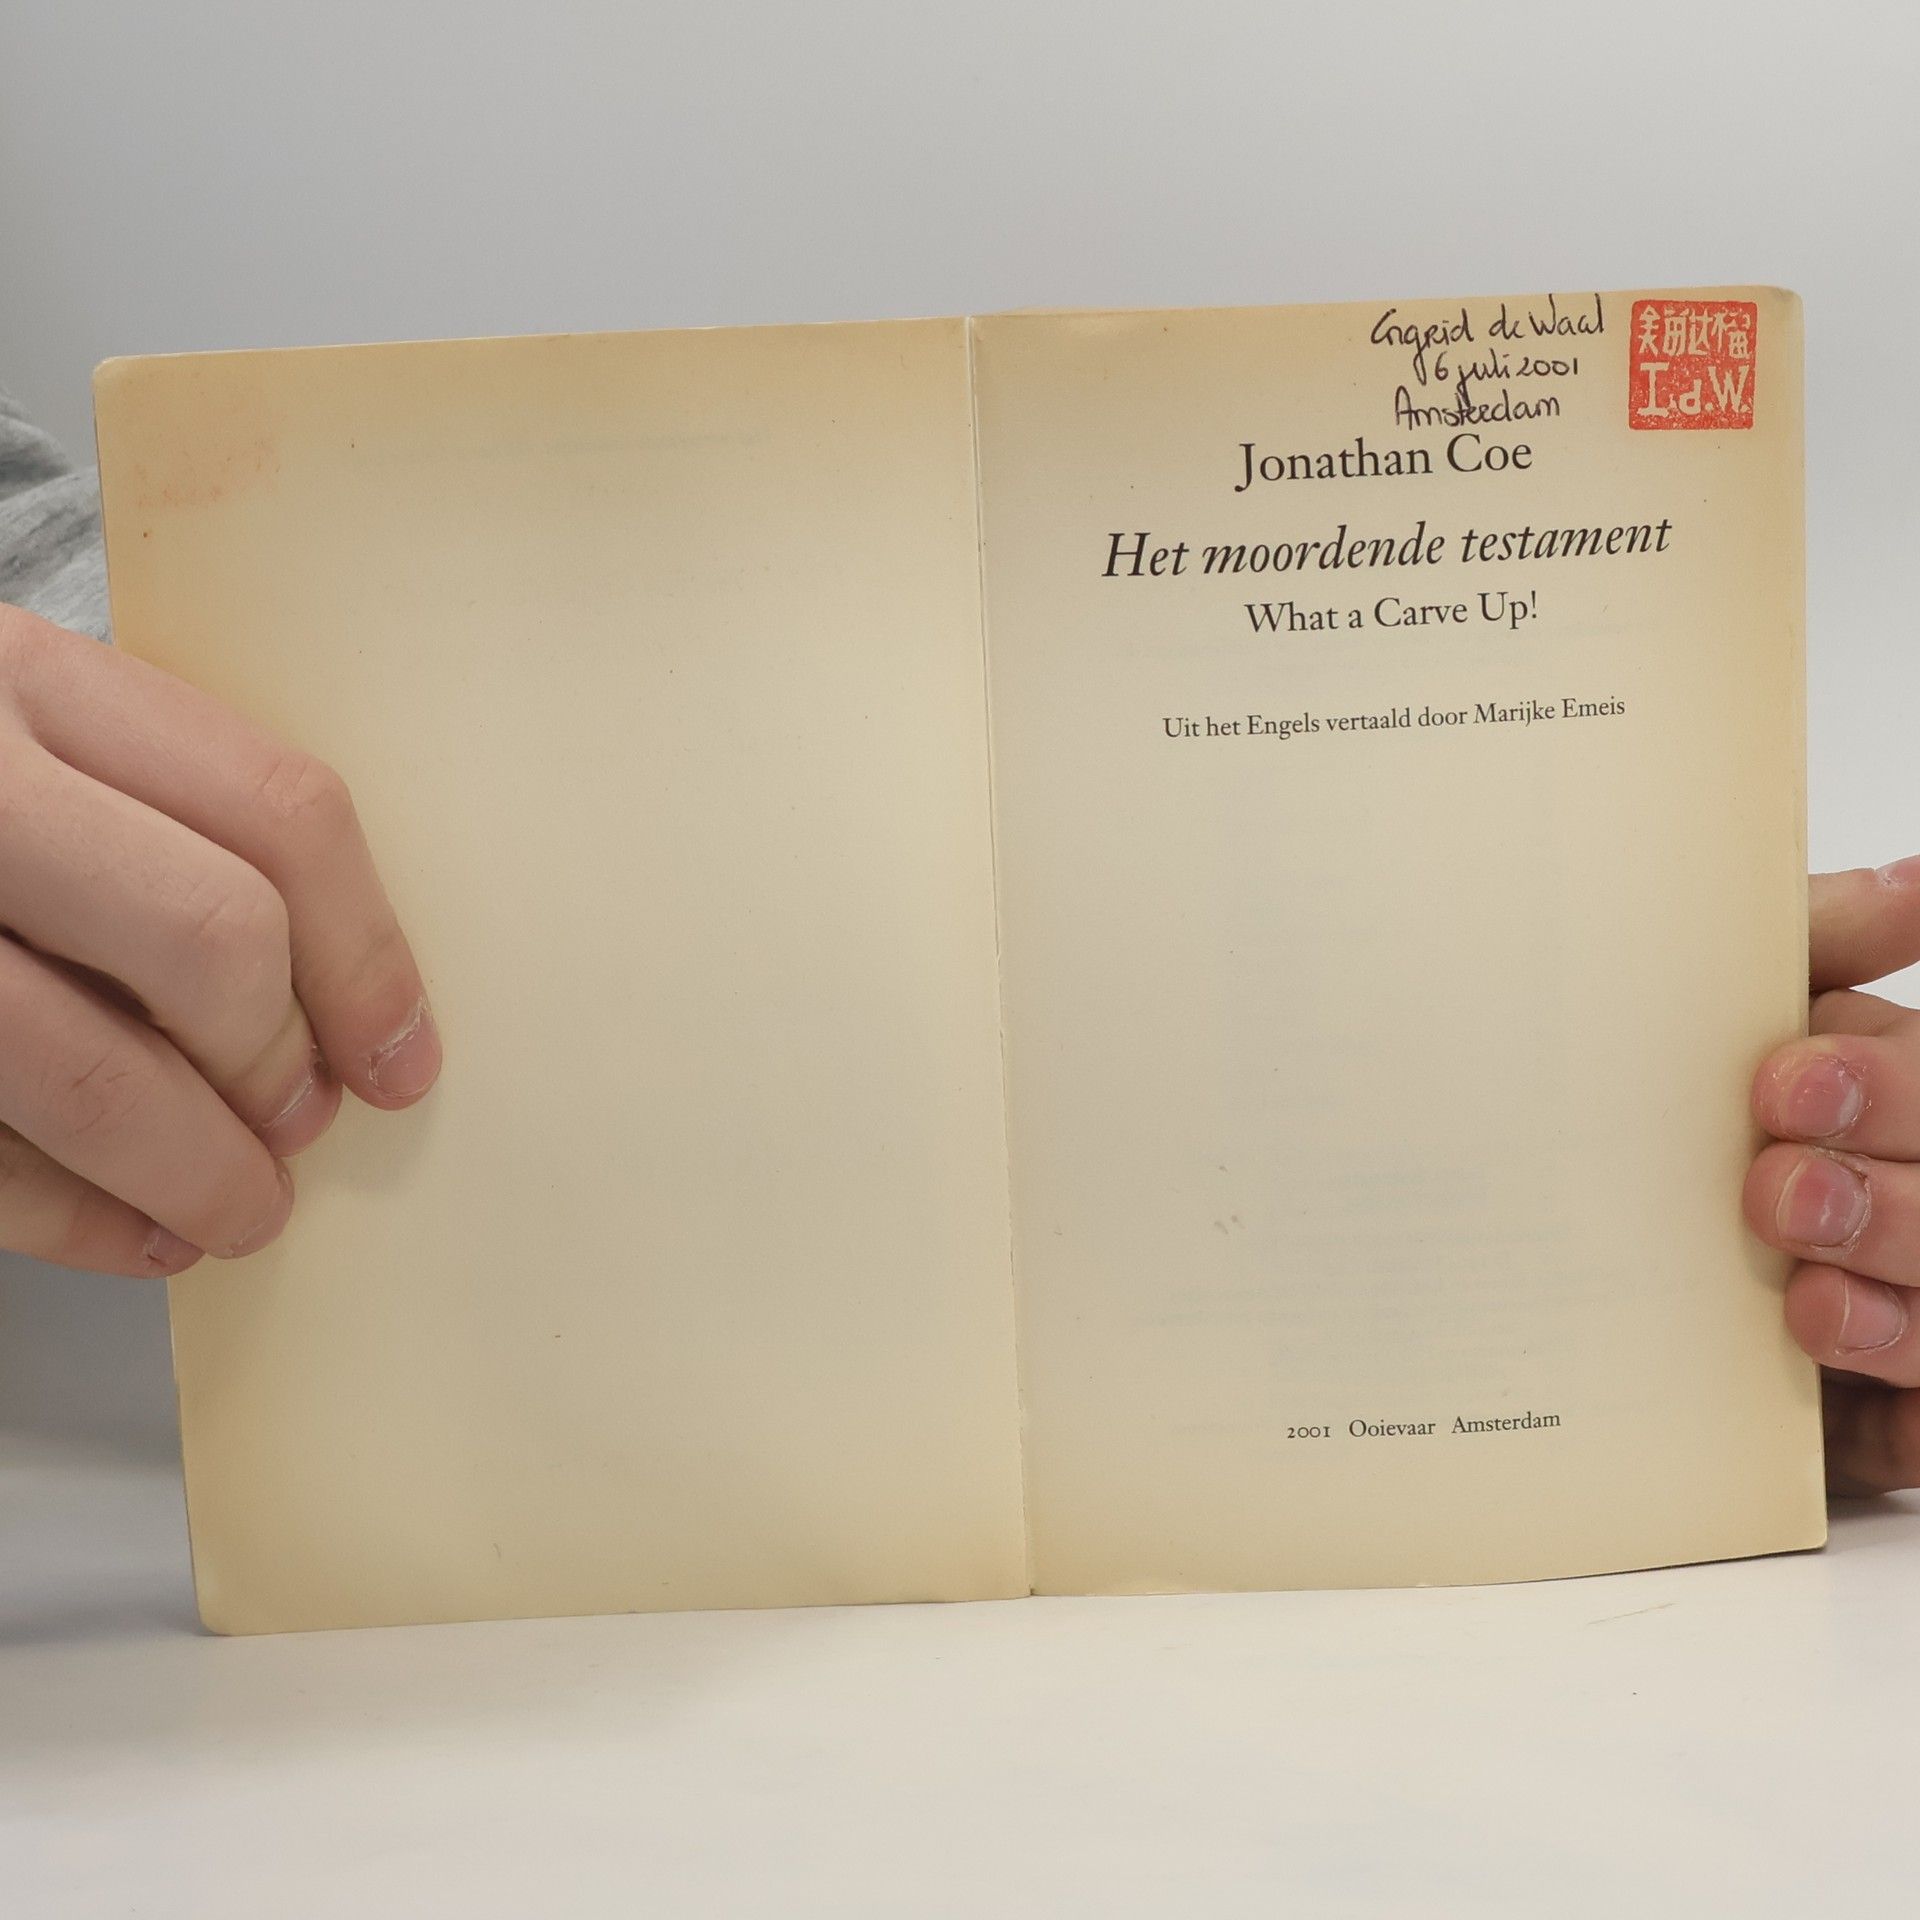 Ingrid de Waal
6 juli 2001
Amsterdam
I.d.W.
Jonathan Coe
Het moordende testament
What a Carve Up!
Uit het Engels vertaald door Marijke Emeis
2001 Ooievaar Amsterdam